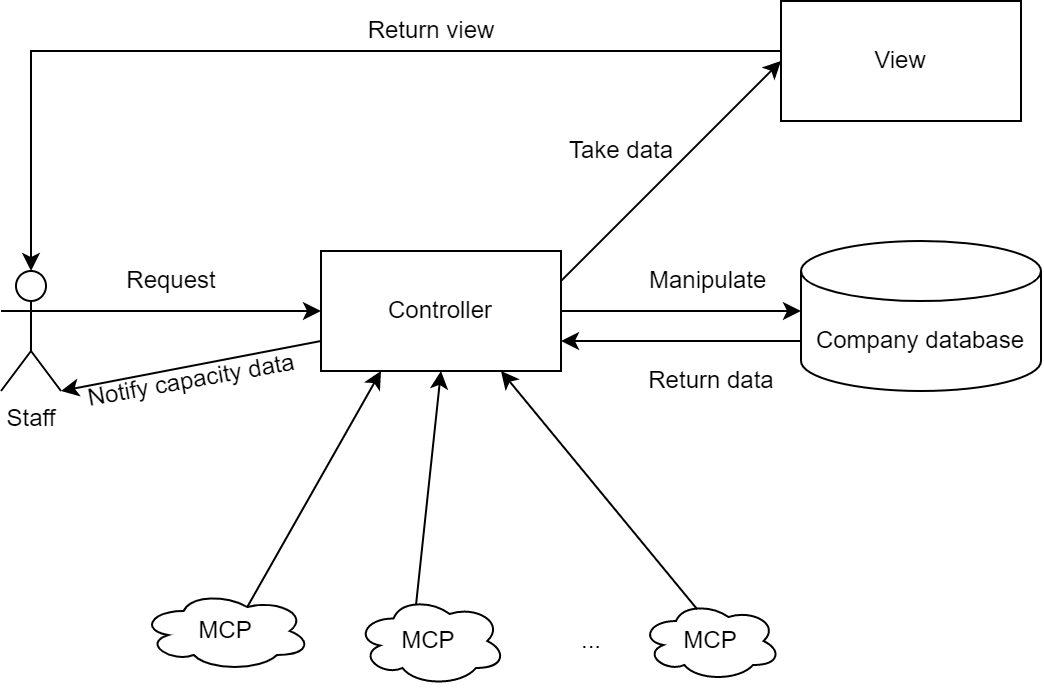 Return view
View
Take data
Request
Controller
Manipulate
Company database
Notify capacity data
Return data
Staff
MCP
MCP
...
MCP